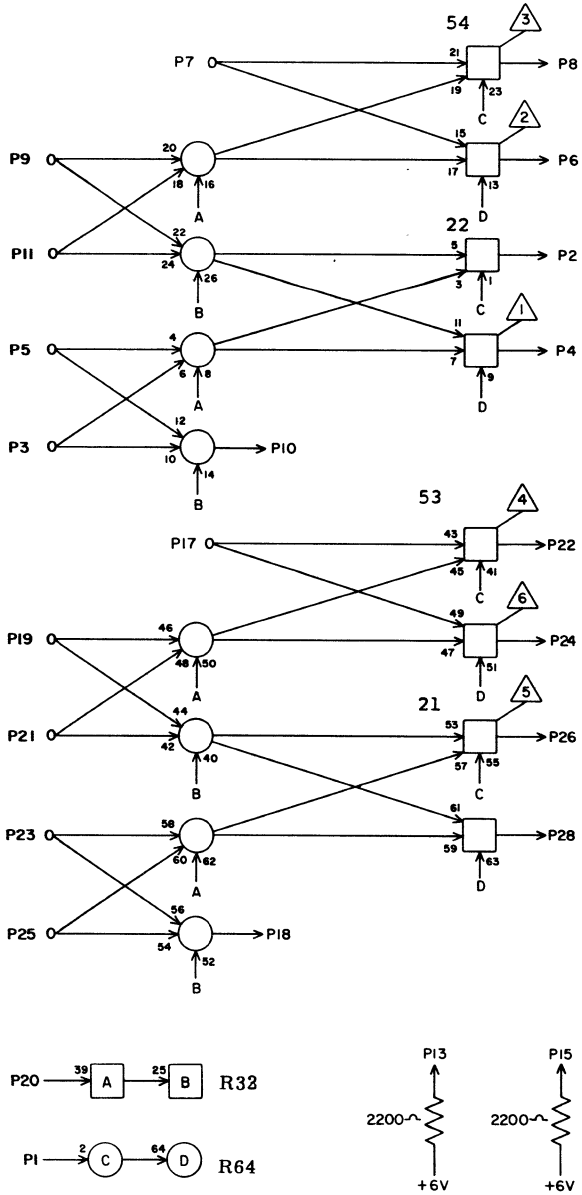 54 3
P7 O 21 P8
19 23
C
2
P9 O 20 15 P6
18 16 17 13
A D
22
P11 O 22 5 P2
24 26 3 1
B C
1
P5 O 4 11 P4
6 8 7 9
A D
P3 O 12 P10
10 14
B
53 4
P17 O 43 P22
45 41
C
6
P19 O 46 49 P24
48 50 47 51
A D
21 5
P21 O 44 53 P26
42 40 57 55
B C
P23 O 58 61 P28
60 62 59 63
A D
P25 O 56 P18
54 52
B
P13 P15
P20 39 A 25 B R32
2200 2200
P1 2 C 64 D R64
+6V +6V